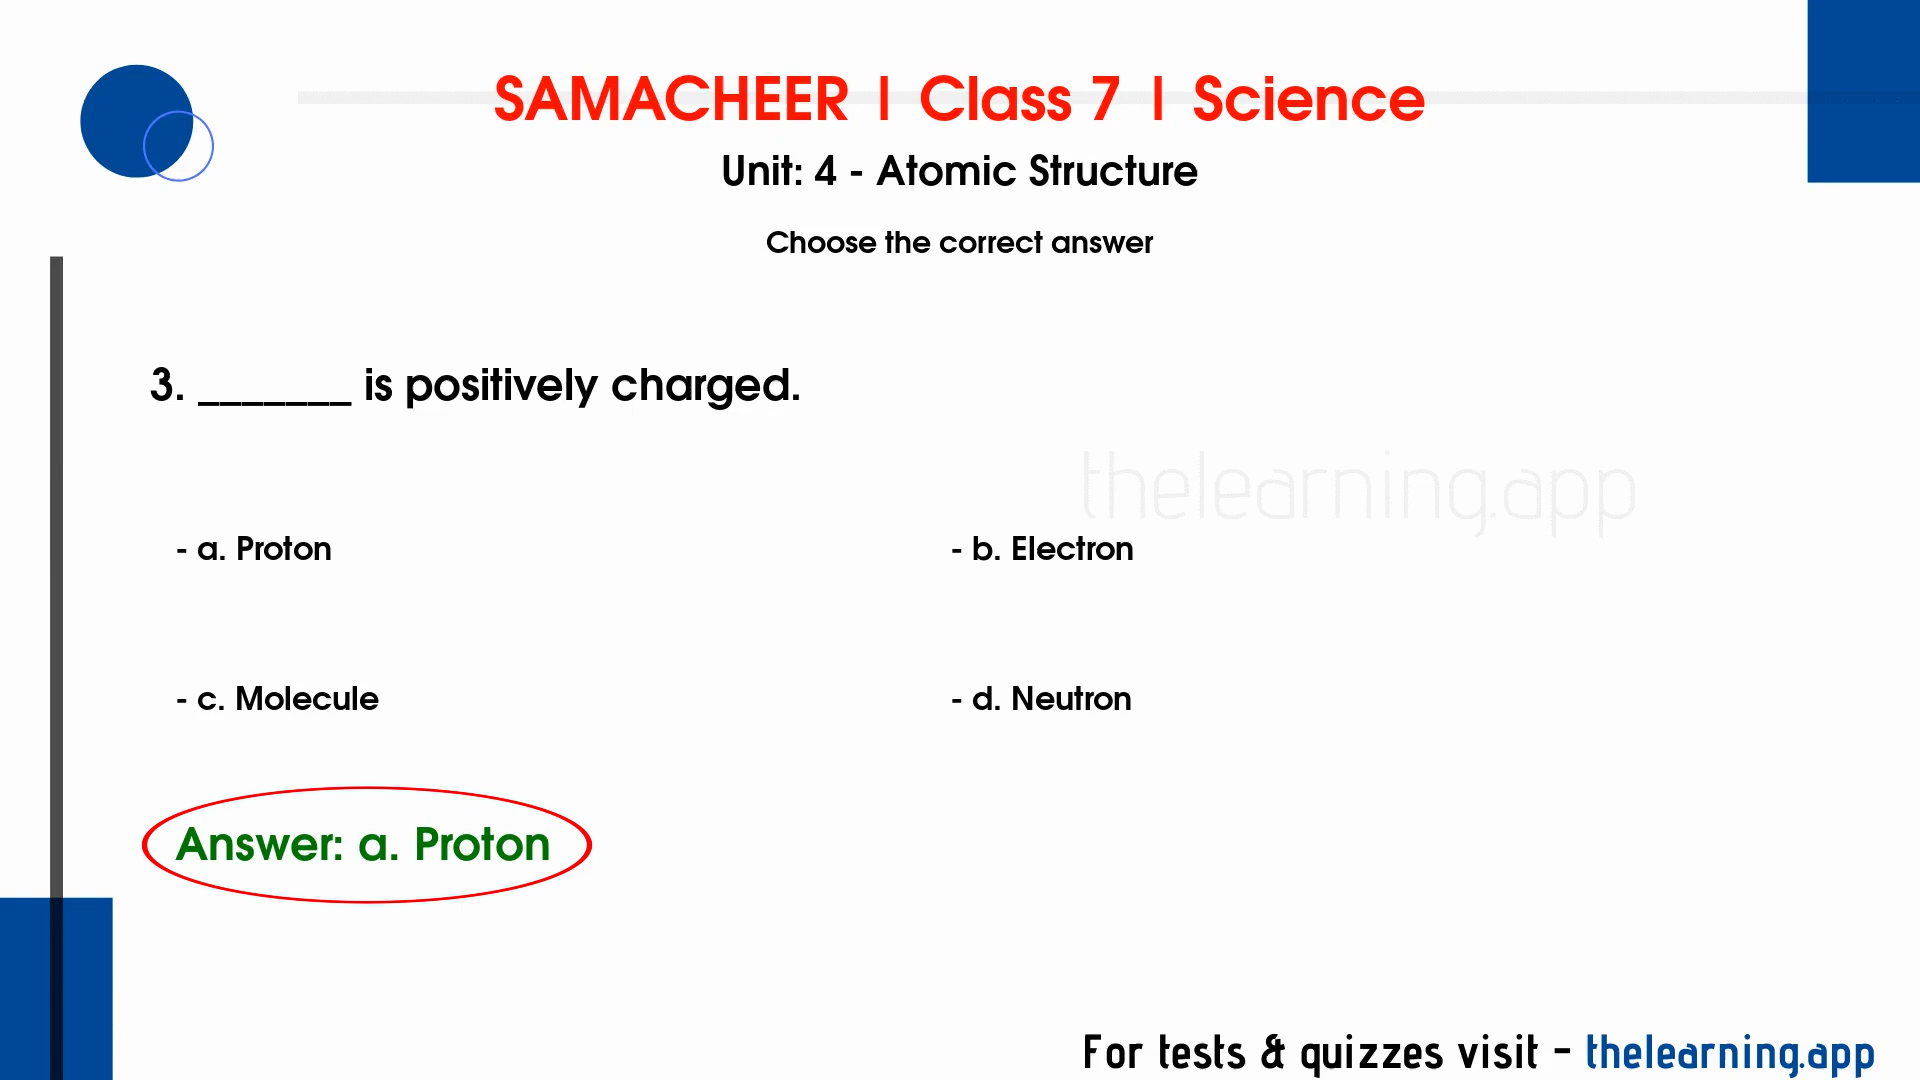 SAMACHEER | Class 7 | Science
Unit: 4 - Atomic Structure
Choose the correct answer
3. _______ is positively charged.
thelearning.app
- a. Proton
- b. Electron
- c. Molecule
- d. Neutron
Answer: a. Proton
For tests & quizzes visit - thelearning.app